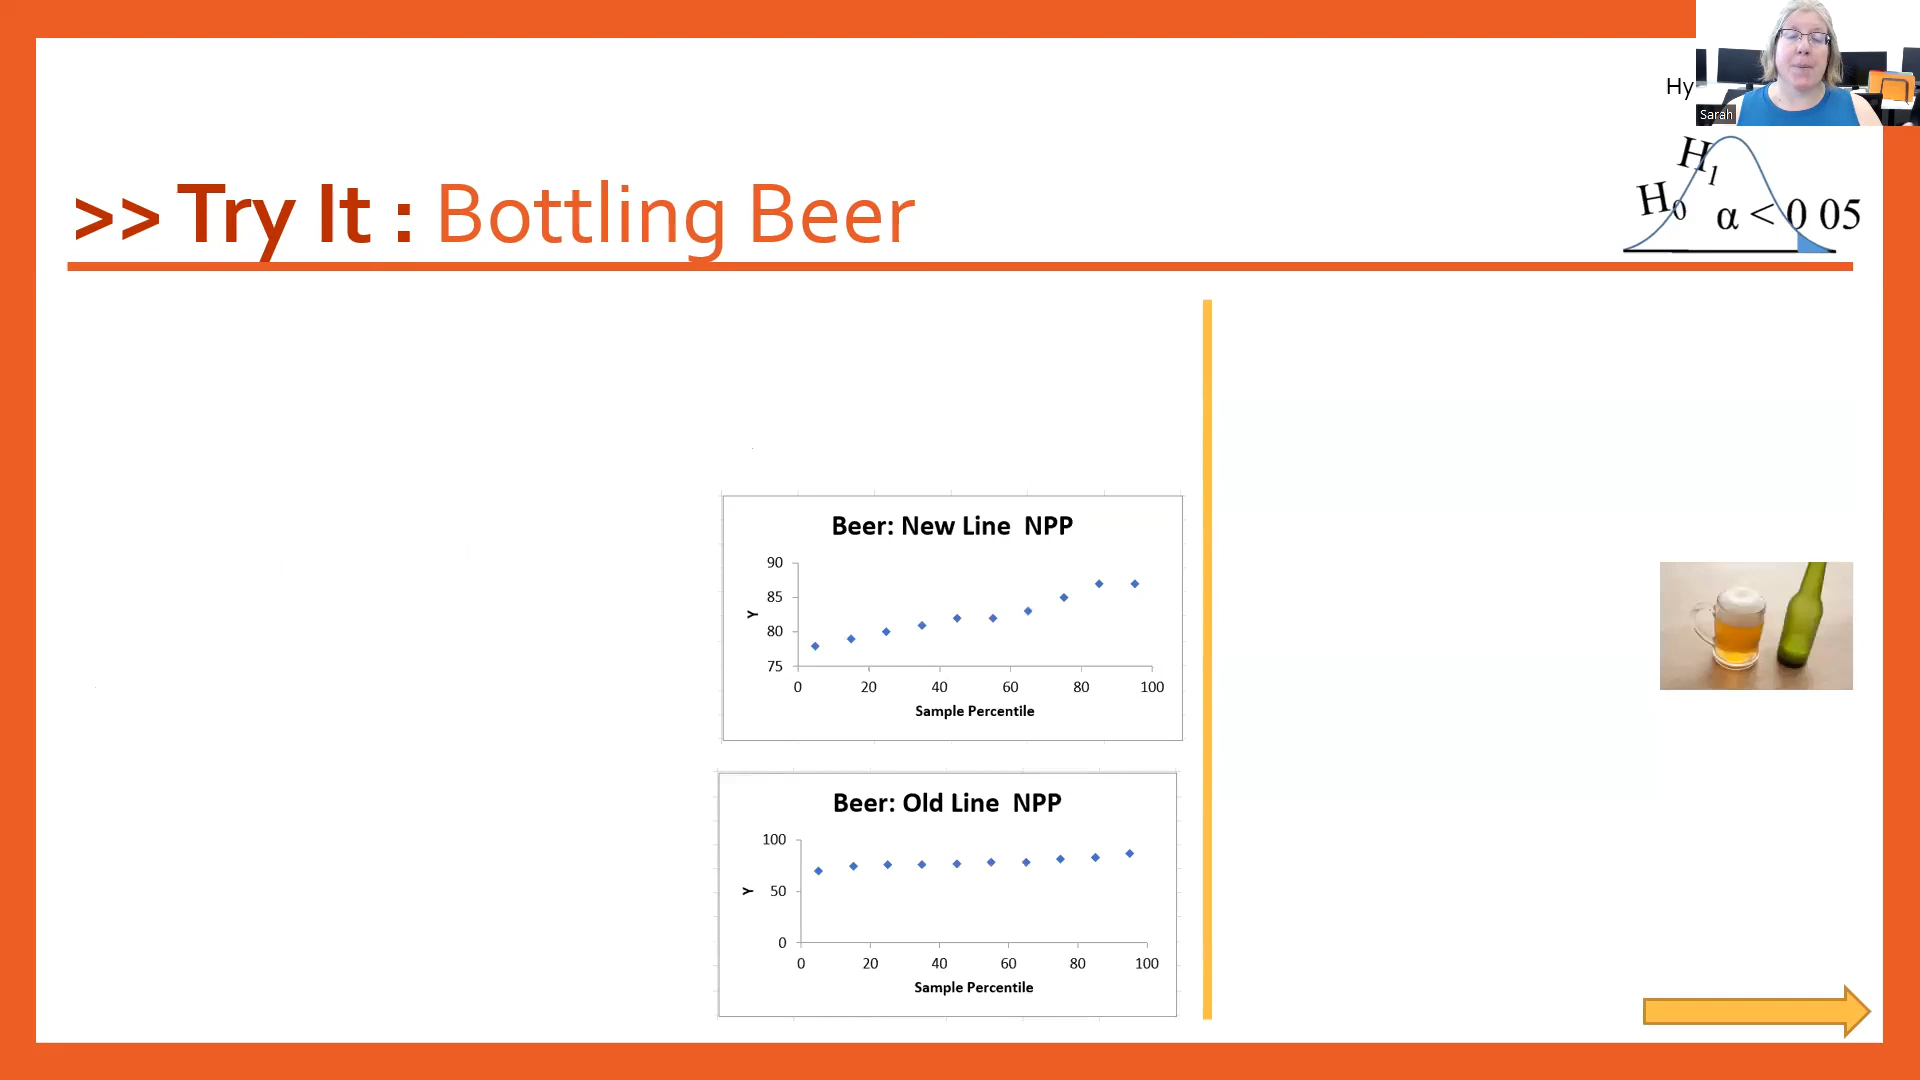 Hy
Sarah
H1
H0
α < 0 05
>> Try It : Bottling Beer
Beer: New Line NPP
90
85
80
75
Y
0 20 40 60 80 100
Sample Percentile
Beer: Old Line NPP
100
50
0
Y
0 20 40 60 80 100
Sample Percentile